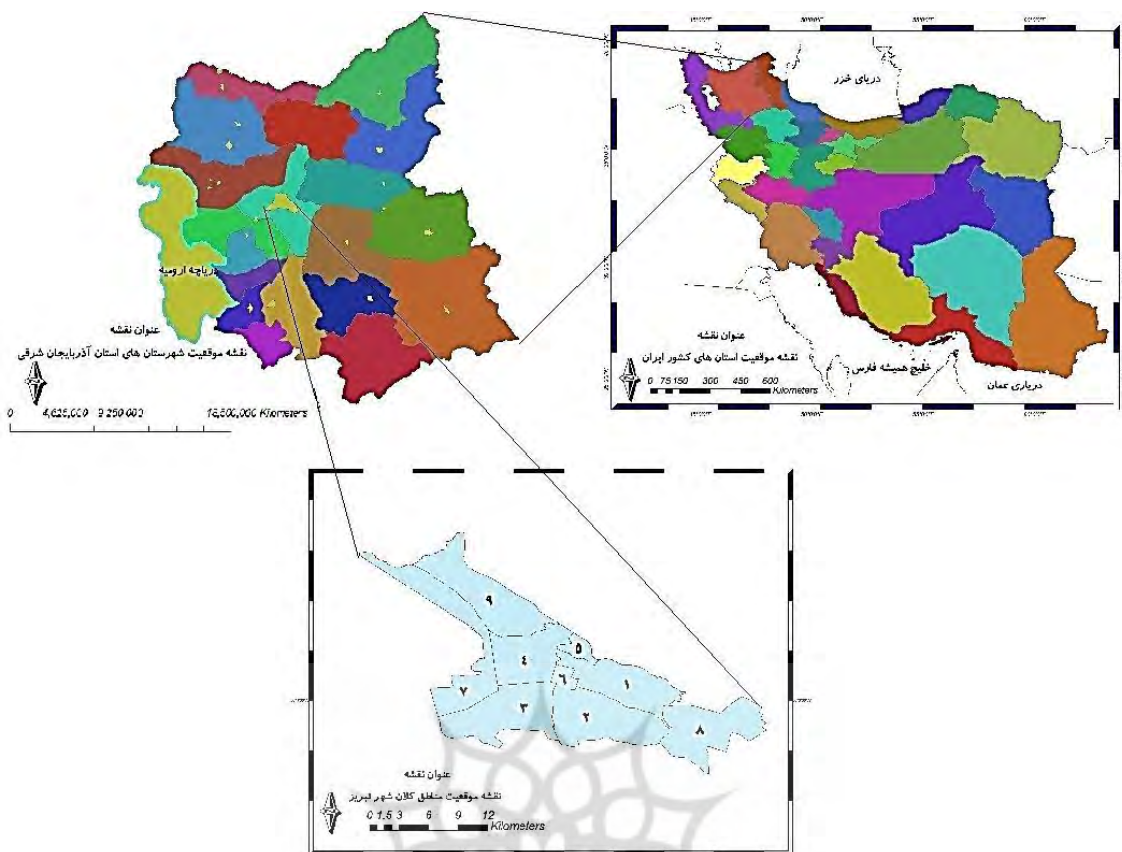 دریای خزر
عنوان نقشه
نقشه موقعیت استان های کشور ایران
0 75 150 300 450 600
Kilometers
خلیج همیشه فارس
دریاری عمان
دریاچه ارومیه
عنوان نقشه
نقشه موقعیت شهرستان های استان آذربایجان شرقی
0 4,625,000 9,250,000 18,500,000 Kilometers
۹
۵
۴
۶
۱
۷
۳
۲
۸
عنوان نقشه
نقشه موقعیت مناطق کلان شهر تبریز
0 1.5 3 6 9 12
Kilometers